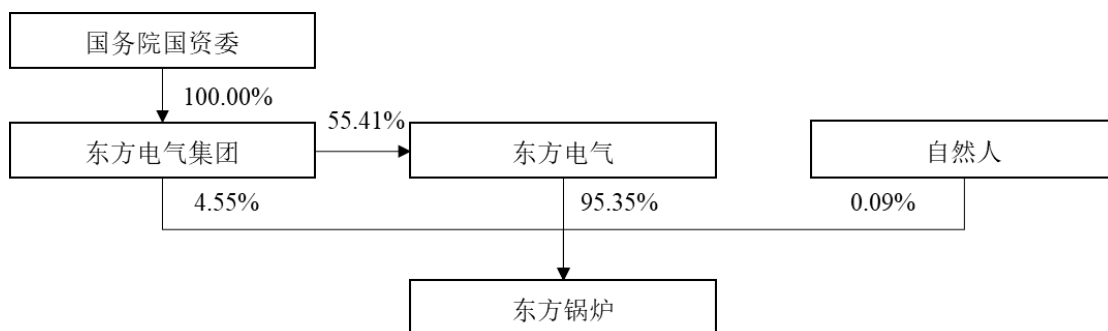 国务院国资委
100.00%
55.41%
东方电气集团
东方电气
自然人
4.55%
95.35%
0.09%
东方锅炉